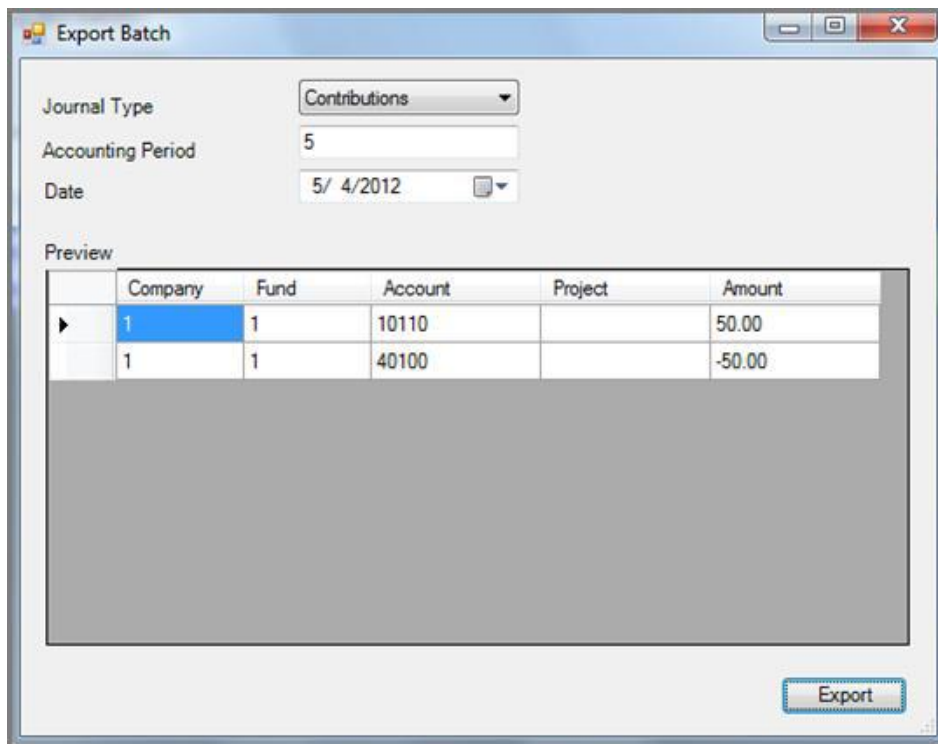 Export Batch
Journal Type Contributions
Accounting Period 5
Date 5/ 4/2012
Preview
Company Fund Account Project Amount
1 1 10110 50.00
1 1 40100 -50.00
Export